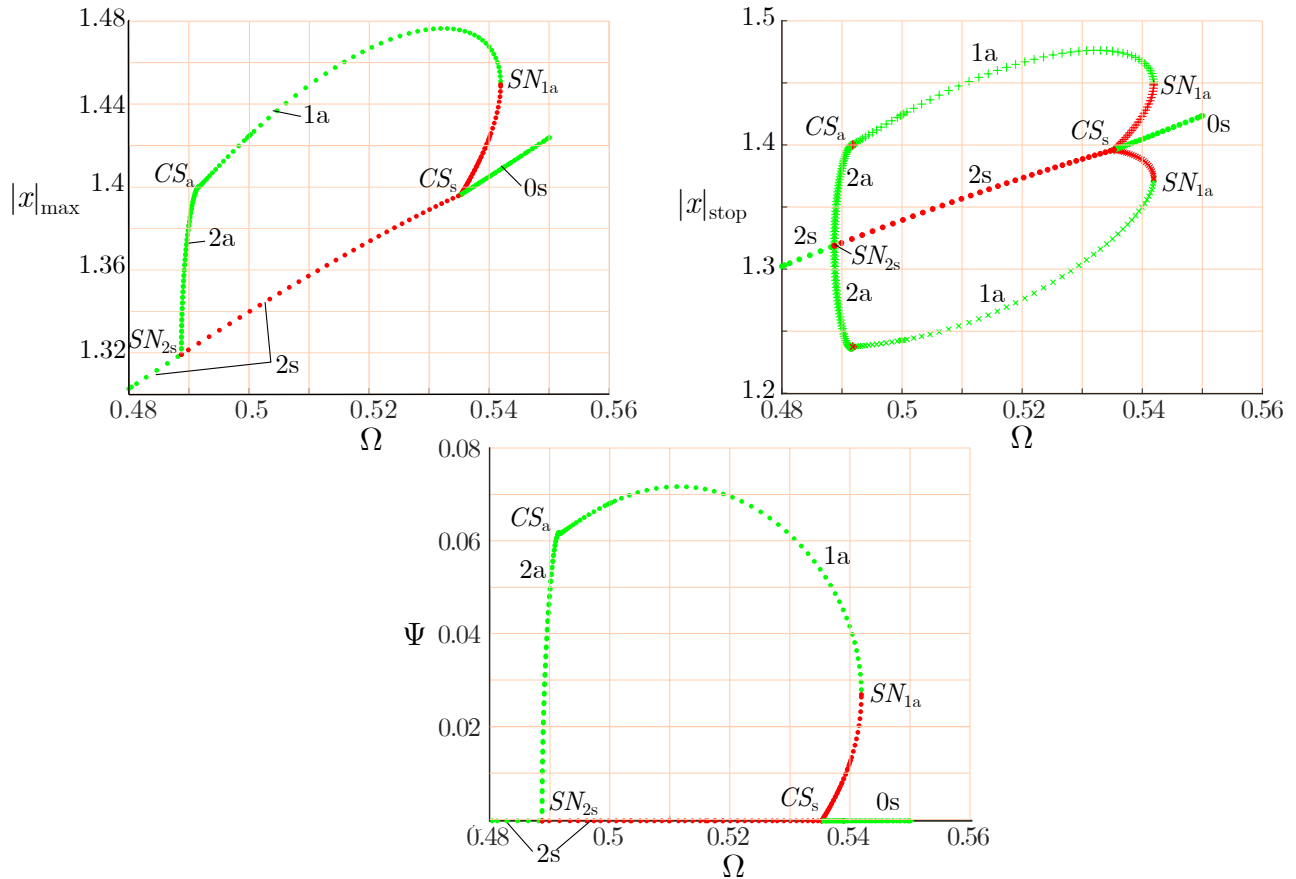 1.48
1.44
1.4
1.36
1.32
|x|max
SN1a
1a
CSa
CSs
0s
2a
SN2s
2s
0.48
0.5
0.52
0.54
0.56
Ω
1.5
1.4
1.3
1.2
|x|stop
1a
SN1a
CSa
CSs
0s
2a
2s
SN1a
2s
SN2s
2a
1a
0.48
0.5
0.52
0.54
0.56
Ω
0.08
0.06
0.04
0.02
Ψ
CSa
2a
1a
SN1a
SN2s
CSs
0s
0.48
0.5
0.52
0.54
0.56
2s
Ω